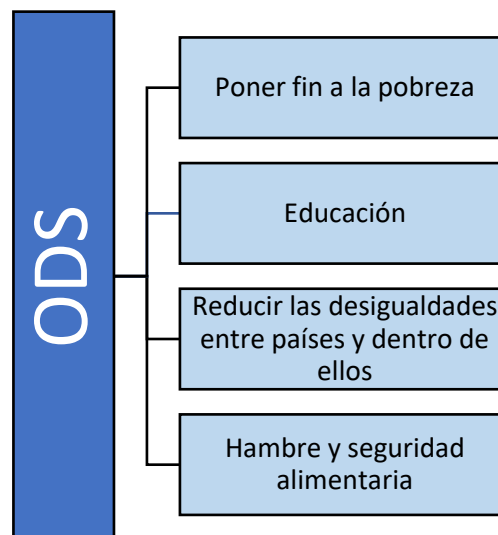 ODS
Poner fin a la pobreza
Educación
Reducir las desigualdades
entre países y dentro de
ellos
Hambre y seguridad
alimentaria